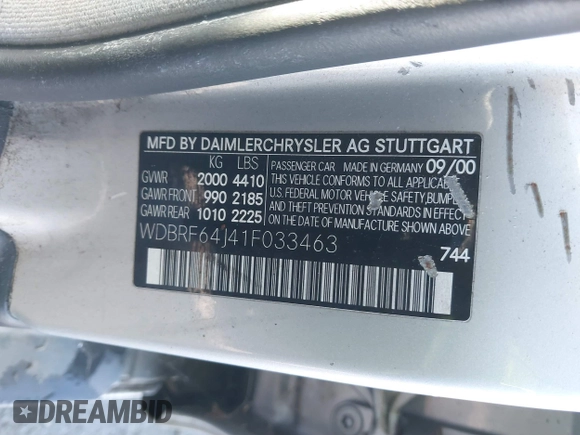 MFD BY DAIMLERCHRYSLER AG STUTTGART
KG LBS
GVWR 2000 4410
GAWR FRONT 990 2185
GAWR REAR 1010 2225
PASSENGER CAR MADE IN GERMANY 09/00
THIS VEHICLE CONFORMS TO ALL APPLICABLE
U.S. FEDERAL MOTOR VEHICLE SAFETY, BUMPER
AND THEFT PREVENTION STANDARDS IN EFFECT
ON THE DATE OF MANUFACTURE SHOWN ABOVE
WDBRF64J41F033463
744
DREAMBID